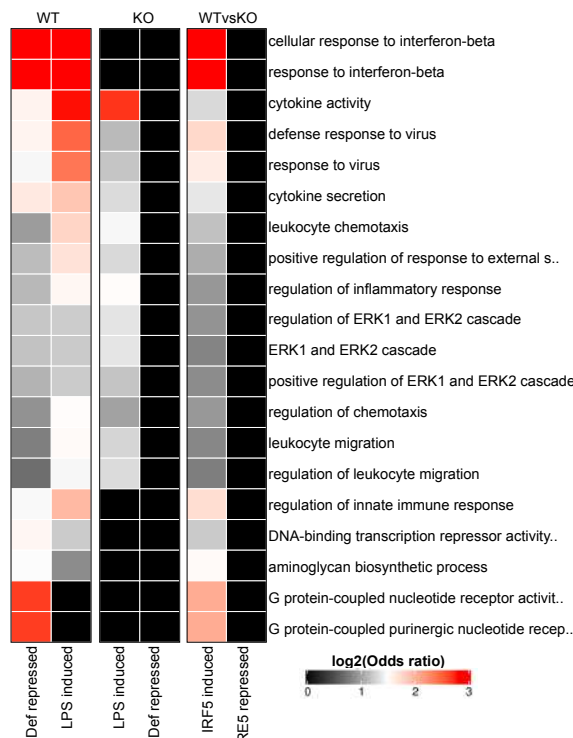 WT KO WTvsKO
cellular response to interferon-beta
response to interferon-beta
cytokine activity
defense response to virus
response to virus
cytokine secretion
leukocyte chemotaxis
positive regulation of response to external s..
regulation of inflammatory response
regulation of ERK1 and ERK2 cascade
ERK1 and ERK2 cascade
positive regulation of ERK1 and ERK2 cascade
regulation of chemotaxis
leukocyte migration
regulation of leukocyte migration
regulation of innate immune response
DNA-binding transcription repressor activity..
aminoglycan biosynthetic process
G protein-coupled nucleotide receptor activit..
G protein-coupled purinergic nucleotide recep..
Def repressed
LPS induced
LPS induced
Def repressed
IRF5 induced
RE5 repressed
log2(Odds ratio)
0 1 2 3